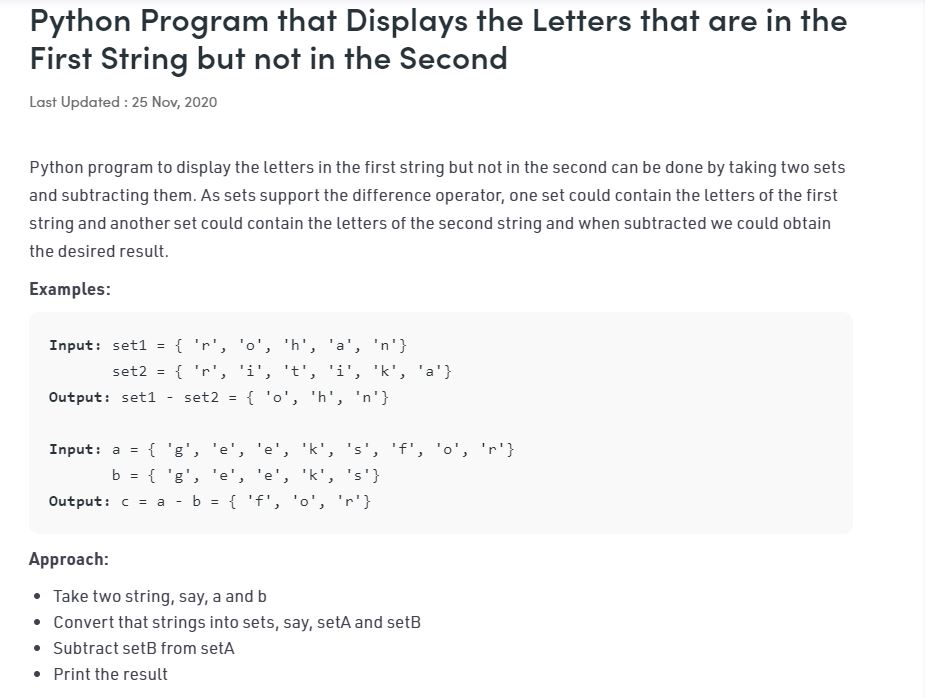 Python Program that Displays the Letters that are in the
First String but not in the Second
Last Updated : 25 Nov, 2020
Python program to display the letters in the first string but not in the second can be done by taking two sets
and subtracting them. As sets support the difference operator, one set could contain the letters of the first
string and another set could contain the letters of the second string and when subtracted we could obtain
the desired result.
Examples:
Input: set1 = { 'r', 'o', 'h', 'a', 'n'}
set2 = { 'r', 'i', 't', 'i', 'k', 'a'}
Output: set1 - set2 = { 'o', 'h', 'n'}
Input: a = { 'g', 'e', 'e', 'k', 's', 'f', 'o', 'r'}
b = { 'g', 'e', 'e', 'k', 's'}
Output: c = a - b = { 'f', 'o', 'r'}
Approach:
• Take two string, say, a and b
• Convert that strings into sets, say, setA and setB
• Subtract setB from setA
• Print the result